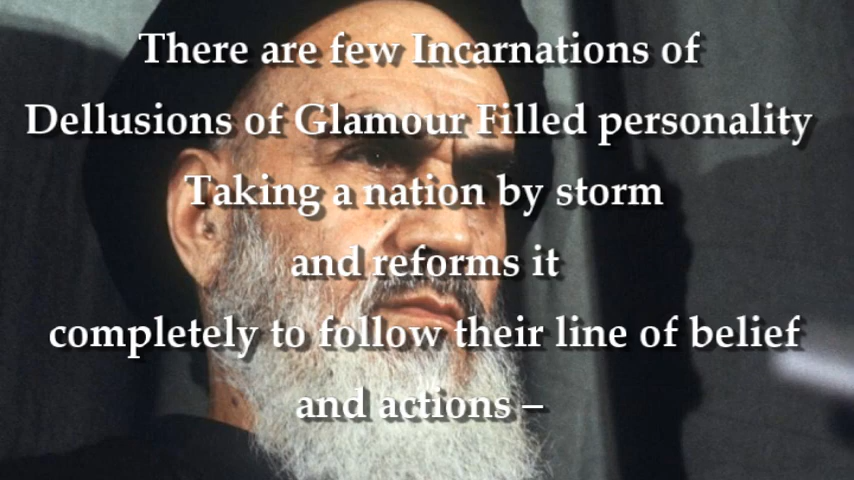 There are few Incarnations of
Dellusions of Glamour Filled personality
Taking a nation by storm
and reforms it
completely to follow their line of belief
and actions –